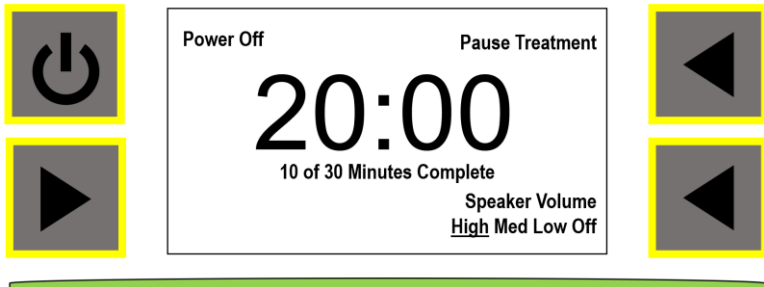 Power Off
Pause Treatment
20:00
10 of 30 Minutes Complete
Speaker Volume
High Med Low Off